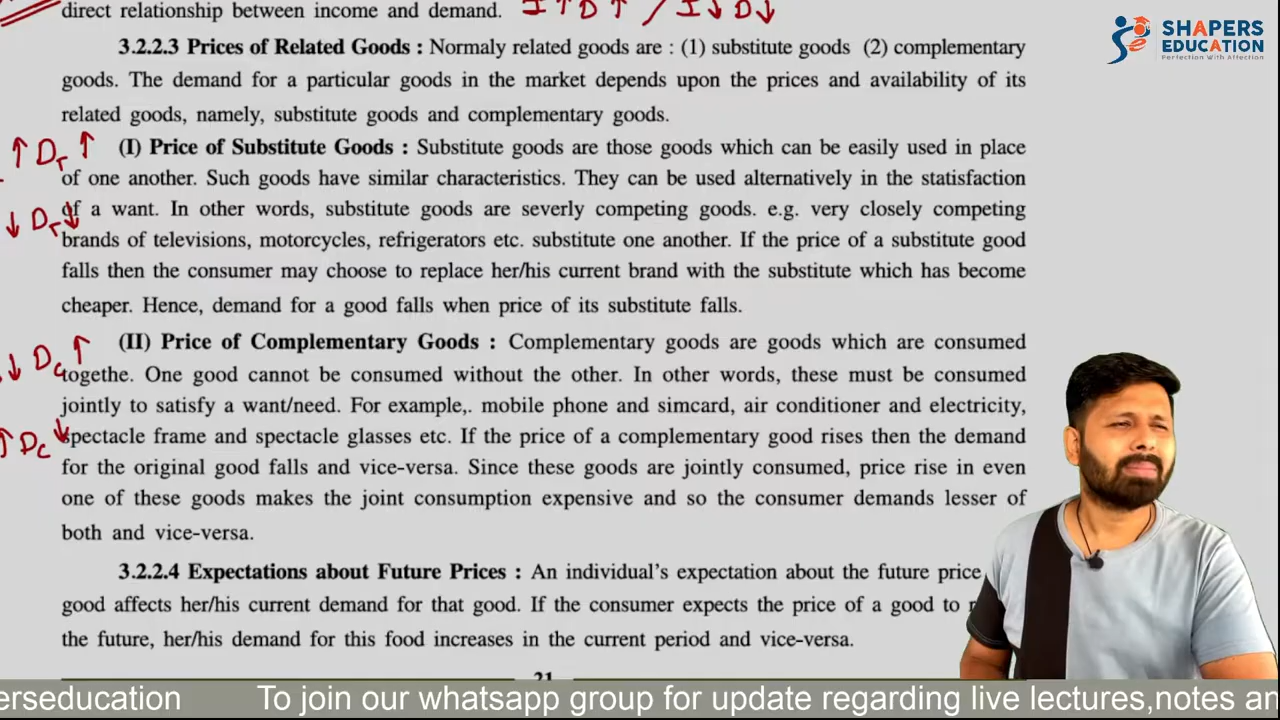 direct relationship between income and demand. I ↑ D ↑ / I ↓ D ↓
SHAPERS
EDUCATION
Perfection With Affection
3.2.2.3 Prices of Related Goods : Normaly related goods are : (1) substitute goods (2) complementary
goods. The demand for a particular goods in the market depends upon the prices and availability of its
related goods, namely, substitute goods and complementary goods.
↑ Dr ↑
(I) Price of Substitute Goods : Substitute goods are those goods which can be easily used in place
of one another. Such goods have similar characteristics. They can be used alternatively in the statisfaction
↓ Dr ↓
of a want. In other words, substitute goods are severly competing goods. e.g. very closely competing
brands of televisions, motorcycles, refrigerators etc. substitute one another. If the price of a substitute good
falls then the consumer may choose to replace her/his current brand with the substitute which has become
cheaper. Hence, demand for a good falls when price of its substitute falls.
↓ Dc ↑
(II) Price of Complementary Goods : Complementary goods are goods which are consumed
togethe. One good cannot be consumed without the other. In other words, these must be consumed
jointly to satisfy a want/need. For example,. mobile phone and simcard, air conditioner and electricity,
↑ Dc ↓
spectacle frame and spectacle glasses etc. If the price of a complementary good rises then the demand
for the original good falls and vice-versa. Since these goods are jointly consumed, price rise in even
one of these goods makes the joint consumption expensive and so the consumer demands lesser of
both and vice-versa.
3.2.2.4 Expectations about Future Prices : An individual's expectation about the future price
good affects her/his current demand for that good. If the consumer expects the price of a good to
the future, her/his demand for this food increases in the current period and vice-versa.
21
erseducation To join our whatsapp group for update regarding live lectures,notes an